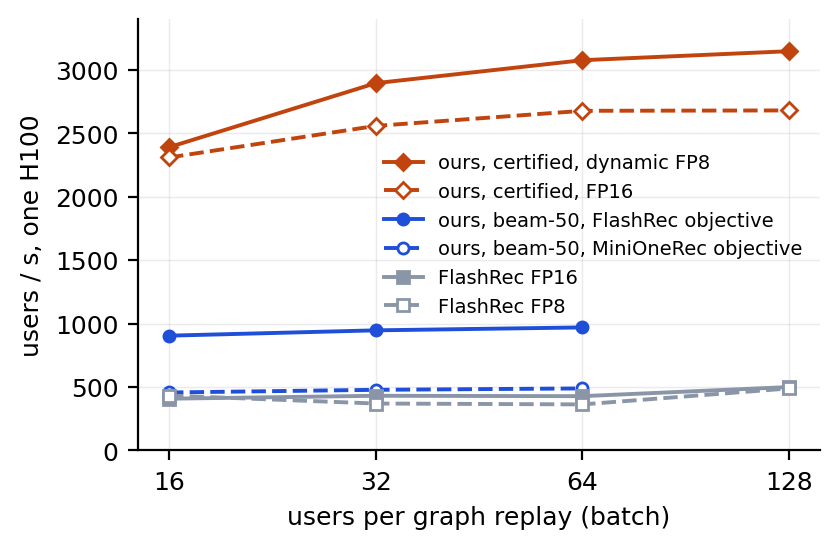 users / s, one H100
3000
2500
2000
1500
1000
500
0
ours, certified, dynamic FP8
ours, certified, FP16
ours, beam-50, FlashRec objective
ours, beam-50, MiniOneRec objective
FlashRec FP16
FlashRec FP8
16 32 64 128
users per graph replay (batch)